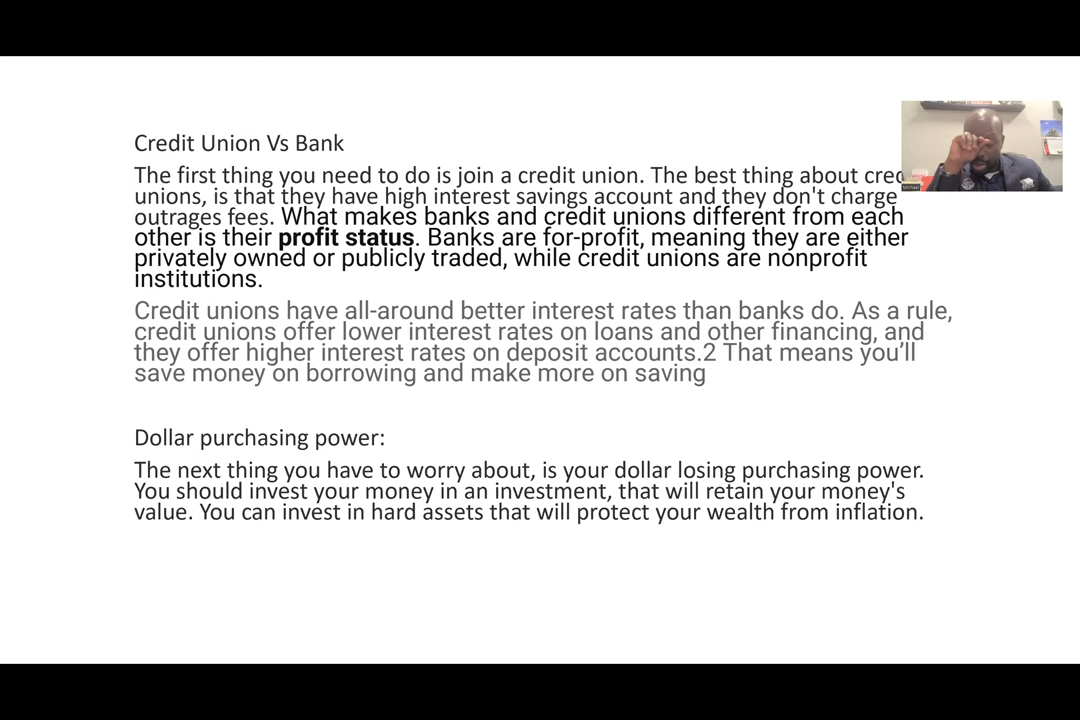 Credit Union Vs Bank
The first thing you need to do is join a credit union. The best thing about
unions, is that they have high interest savings account and they don't charge
outrages fees. What makes banks and credit unions different from each
other is their profit status. Banks are for-profit, meaning they are either
privately owned or publicly traded, while credit unions are nonprofit
institutions.
Credit unions have all-around better interest rates than banks do. As a rule,
credit unions offer lower interest rates on loans and other financing, and
they offer higher interest rates on deposit accounts.2 That means you’ll
save money on borrowing and make more on saving
Dollar purchasing power:
The next thing you have to worry about, is your dollar losing purchasing power.
You should invest your money in an investment, that will retain your money's
value. You can invest in hard assets that will protect your wealth from inflation.